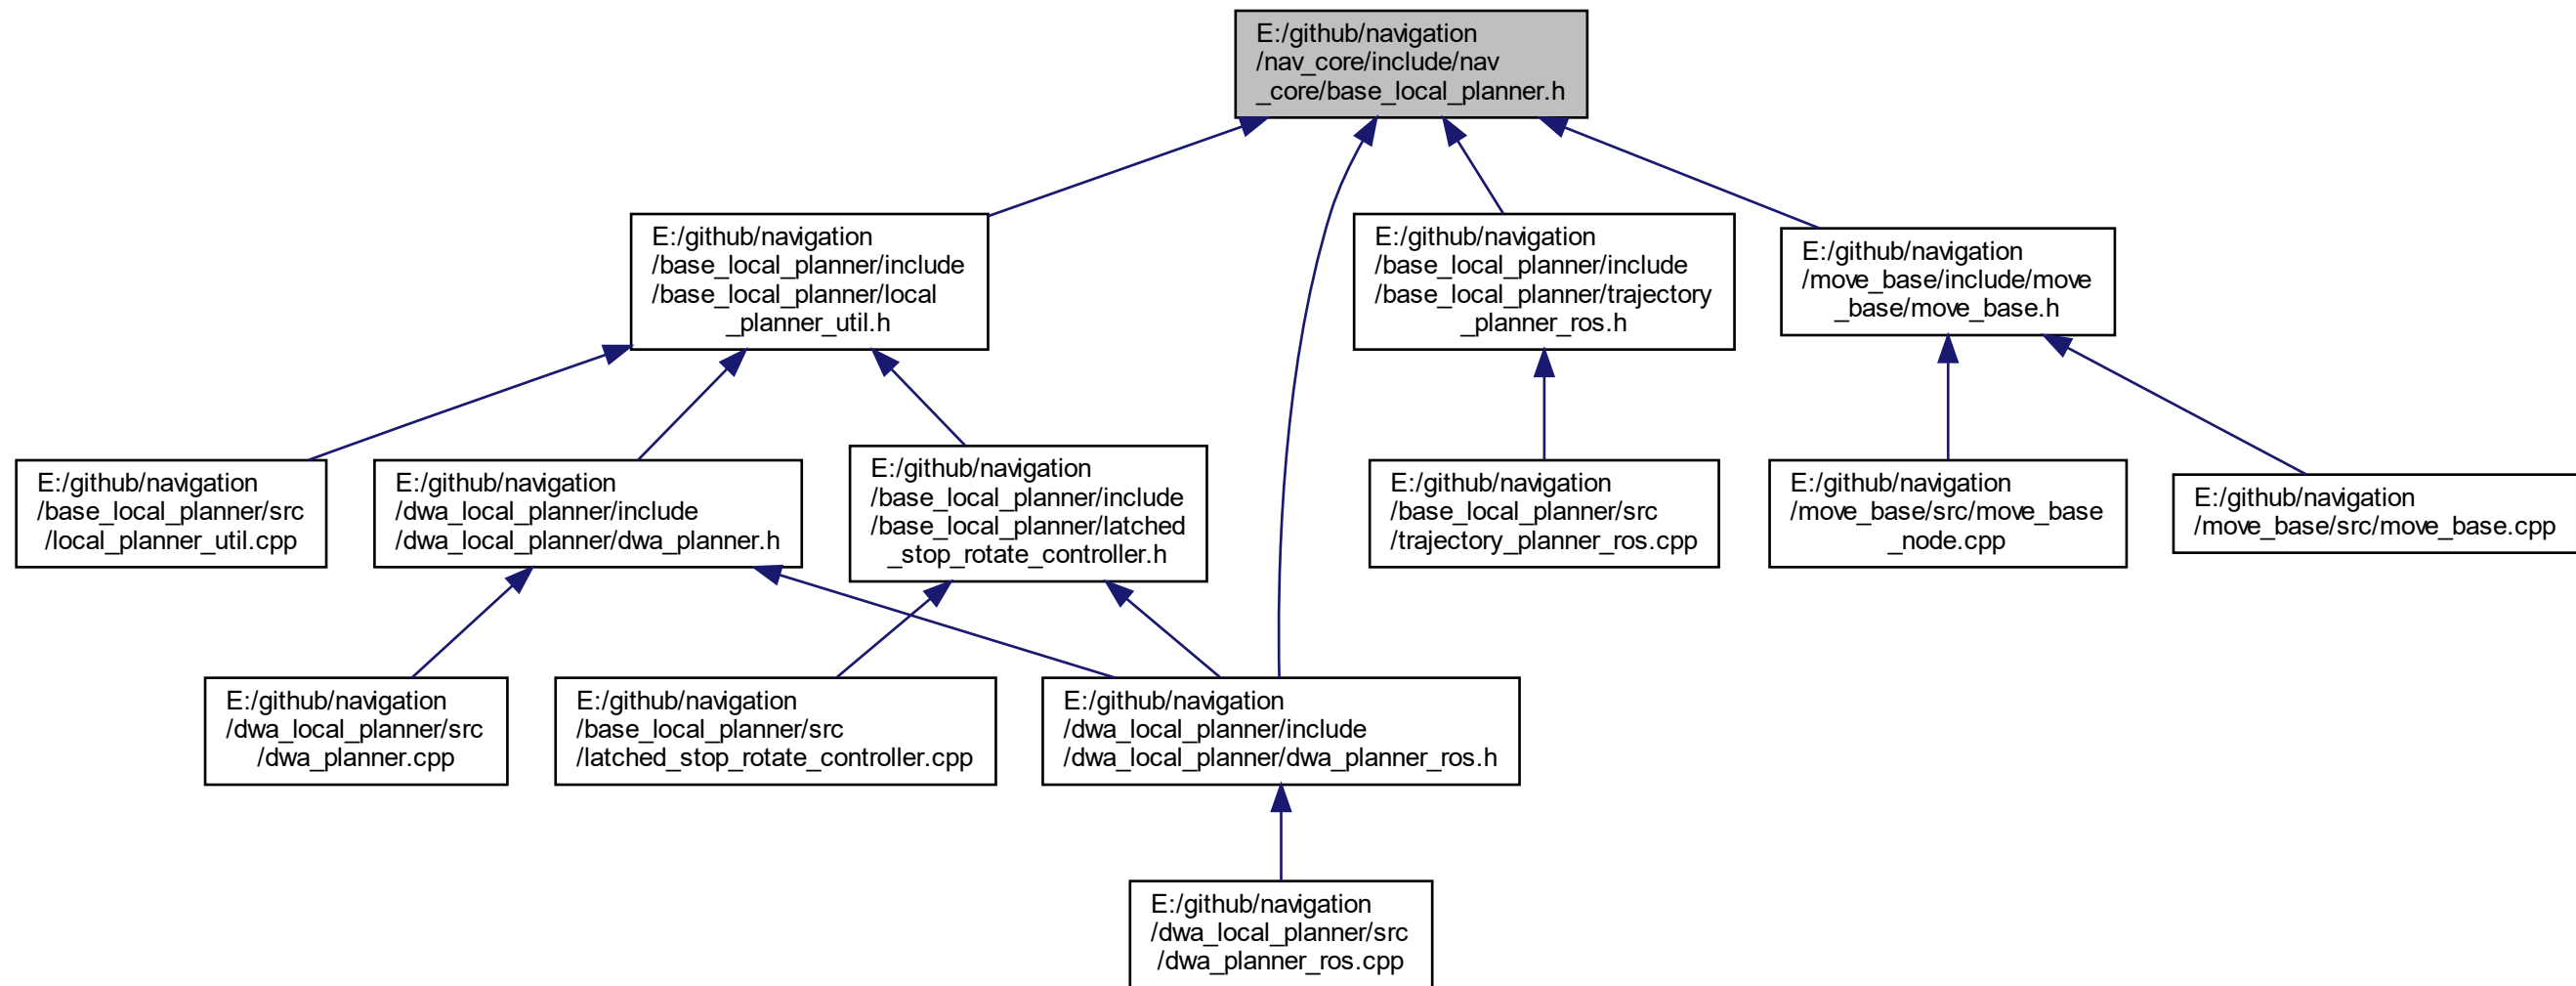 E:/github/navigation
/nav_core/include/nav
_core/base_local_planner.h
E:/github/navigation
/base_local_planner/include
/base_local_planner/local
_planner_util.h
E:/github/navigation
/base_local_planner/include
/base_local_planner/trajectory
_planner_ros.h
E:/github/navigation
/move_base/include/move
_base/move_base.h
E:/github/navigation
/base_local_planner/src
/local_planner_util.cpp
E:/github/navigation
/dwa_local_planner/include
/dwa_local_planner/dwa_planner.h
E:/github/navigation
/base_local_planner/include
/base_local_planner/latched
_stop_rotate_controller.h
E:/github/navigation
/base_local_planner/src
/trajectory_planner_ros.cpp
E:/github/navigation
/move_base/src/move_base
_node.cpp
E:/github/navigation
/move_base/src/move_base.cpp
E:/github/navigation
/dwa_local_planner/src
/dwa_planner.cpp
E:/github/navigation
/base_local_planner/src
/latched_stop_rotate_controller.cpp
E:/github/navigation
/dwa_local_planner/include
/dwa_local_planner/dwa_planner_ros.h
E:/github/navigation
/dwa_local_planner/src
/dwa_planner_ros.cpp